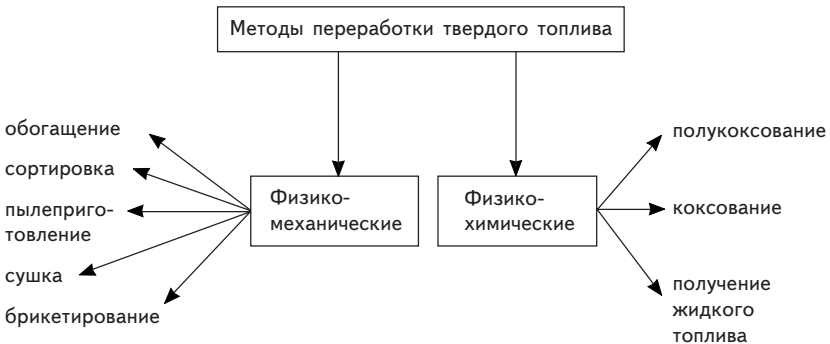 Методы переработки твердого топлива
обогащение
сортировка
пылеприго-
товление
сушка
брикетирование
Физико-
механические
Физико-
химические
полукоксование
коксование
получение
жидкого
топлива